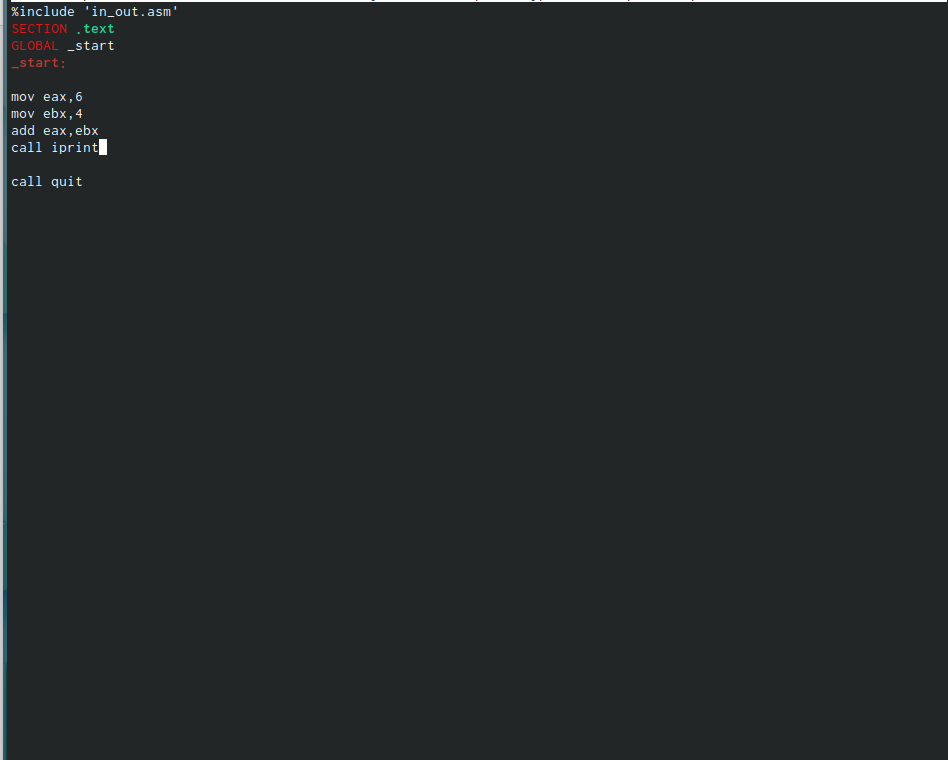 %include 'in_out.asm'
SECTION .text
GLOBAL _start
_start:
mov eax,6
mov ebx,4
add eax,ebx
call iprint
call quit